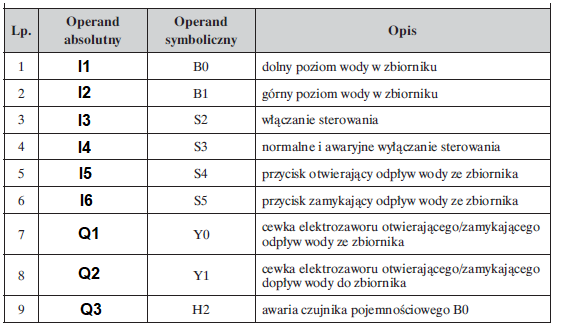 Lp. Operand absolutny Operand symboliczny Opis
1 I1 B0 dolny poziom wody w zbiorniku
2 I2 B1 górny poziom wody w zbiorniku
3 I3 S2 włączanie sterowania
4 I4 S3 normalne i awaryjne wyłączanie sterowania
5 I5 S4 przycisk otwierający odpływ wody ze zbiornika
6 I6 S5 przycisk zamykający odpływ wody ze zbiornika
7 Q1 Y0 cewka elektrozaworu otwierającego/zamykającego
odpływ wody ze zbiornika
8 Q2 Y1 cewka elektrozaworu otwierającego/zamykającego
dopływ wody do zbiornika
9 Q3 H2 awaria czujnika pojemnościowego B0